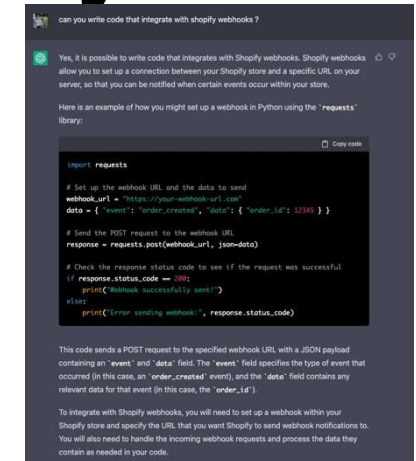 can you write code that integrate with shopify webhooks ?
Yes, it is possible to write code that integrates with Shopify webhooks. Shopify webhooks
allow you to set up a connection between your Shopify store and a specific URL on your
server, so that you can be notified when certain events occur within your store.
Here is an example of how you might set up a webhook in Python using the `requests`
library:
Copy code
import requests
# Set up the webhook URL and the data to send
webhook_url = "https://your-webhook-url.com"
data = { "event": "order_created", "data": { "order_id": 12345 } }
# Send the POST request to the webhook URL
response = requests.post(webhook_url, json=data)
# Check the response status code to see if the request was successful
if response.status_code == 200:
    print("Webhook successfully sent!")
else:
    print("Error sending webhook:", response.status_code)
This code sends a POST request to the specified webhook URL with a JSON payload
containing an `event` and `data` field. The `event` field specifies the type of event that
occurred (in this case, an `order_created` event), and the `data` field contains any
relevant data for that event (in this case, the `order_id`).
To integrate with Shopify webhooks, you will need to set up a webhook within your
Shopify store and specify the URL that you want Shopify to send webhook notifications to.
You will also need to handle the incoming webhook requests and process the data they
contain as needed in your code.